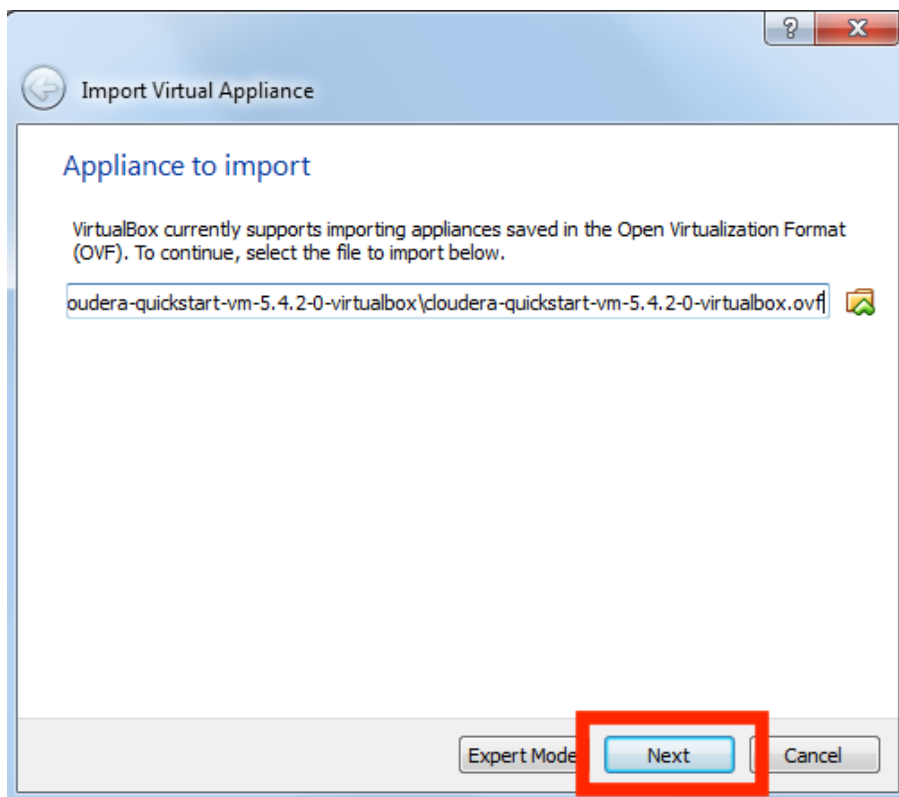 ?
X
Import Virtual Appliance
Appliance to import
VirtualBox currently supports importing appliances saved in the Open Virtualization Format
(OVF). To continue, select the file to import below.
oudera-quickstart-vm-5.4.2-0-virtualbox\cloudera-quickstart-vm-5.4.2-0-virtualbox.ovf
Expert Mode Next Cancel